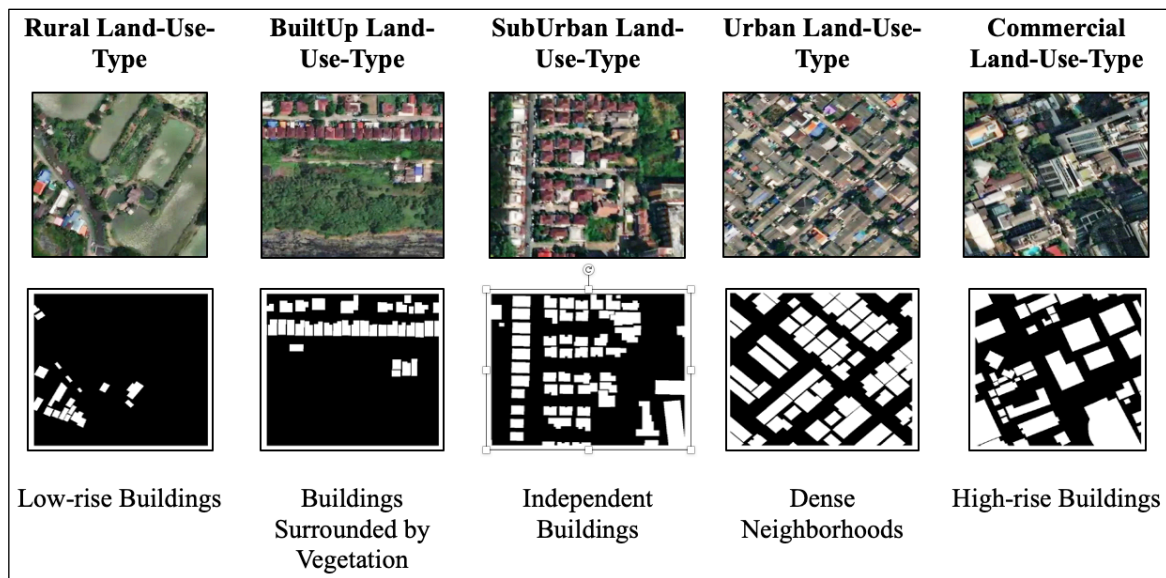 Rural Land-Use-
Type
BuiltUp Land-
Use-Type
SubUrban Land-
Use-Type
Urban Land-Use-
Type
Commercial
Land-Use-Type
Low-rise Buildings
Buildings
Surrounded by
Vegetation
Independent
Buildings
Dense
Neighborhoods
High-rise Buildings